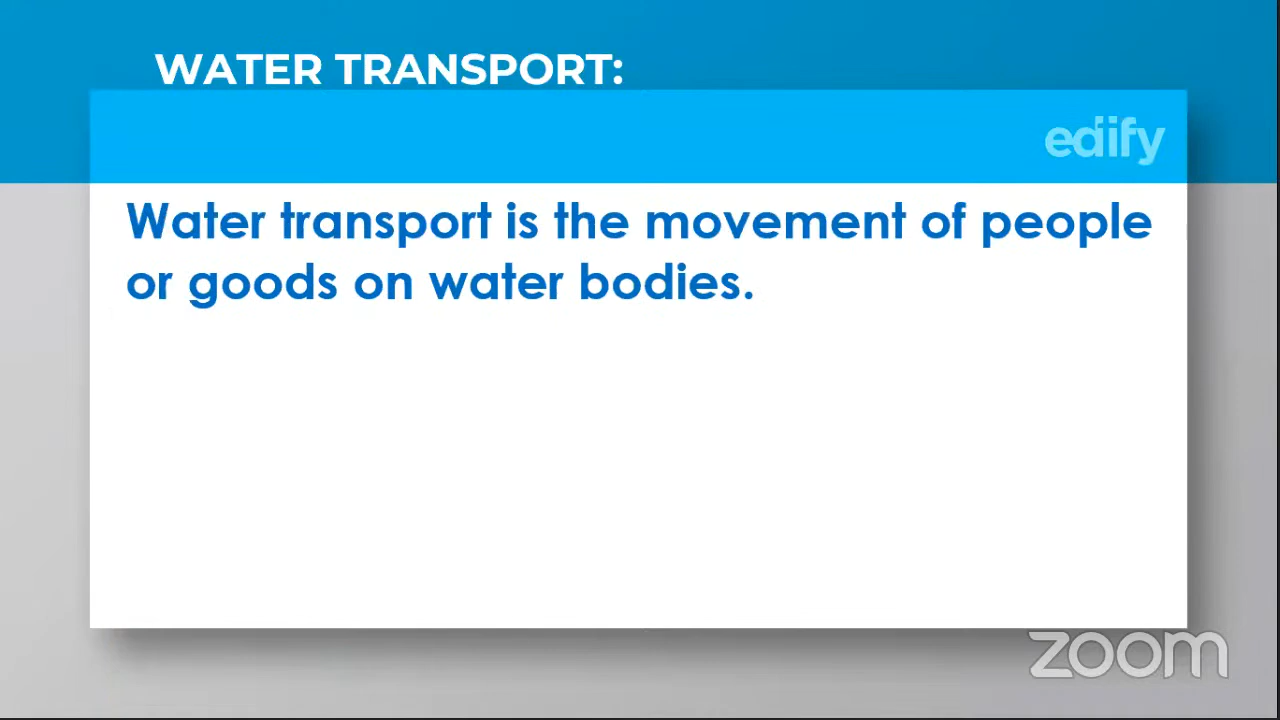 WATER TRANSPORT:
edify
Water transport is the movement of people
or goods on water bodies.
zoom